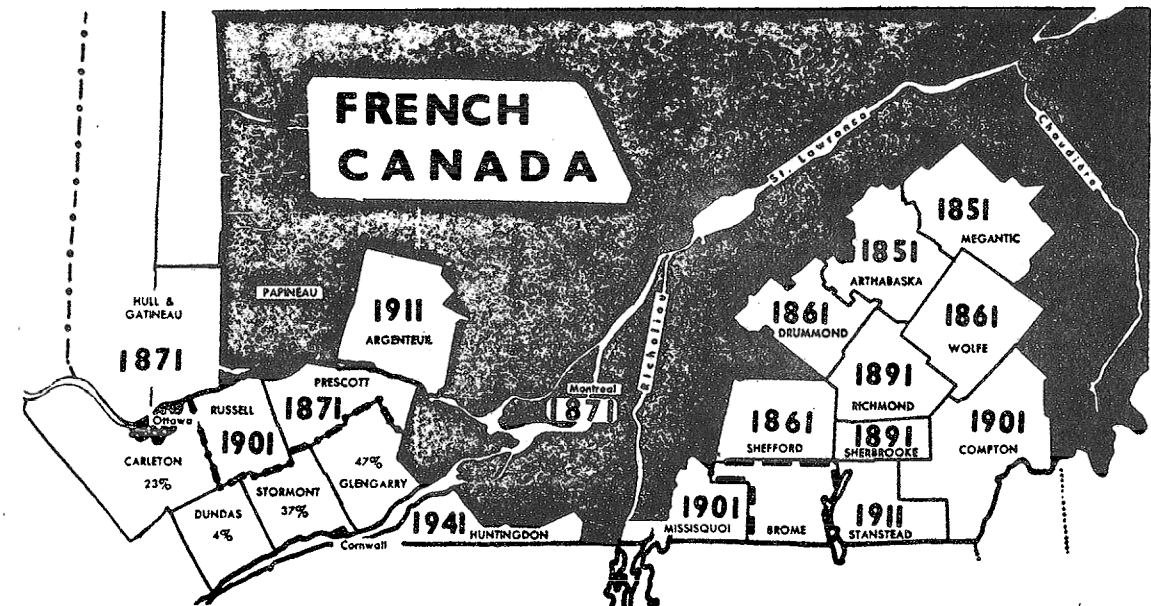 FRENCH
CANADA
St. Lawrence
Chaudière
Richelieu
1851
MEGANTIC
1851
ARTHABASKA
1861
DRUMMOND
1861
WOLFE
HULL &
GATINEAU
1871
PAPINEAU
1911
ARGENTEUIL
1891
RICHMOND
PRESCOTT
1871
Montreal
1871
RUSSELL
1901
Ottawa
1861
SHEFFORD
1891
SHERBROOKE
1901
COMPTON
CARLETON
23%
47%
GLENGARRY
STORMONT
37%
DUNDAS
4%
Cornwall
1941
HUNTINGDON
1901
MISSISQUOI
BROME
1911
STANSTEAD